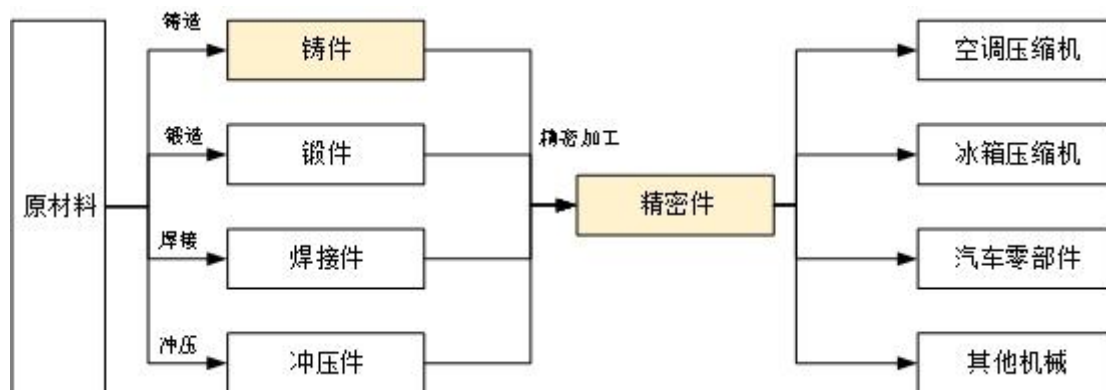 铸造
铸件
空调压缩机
锻造
锻件
精密加工
冰箱压缩机
原材料
精密件
焊接
焊接件
汽车零部件
冲压
冲压件
其他机械